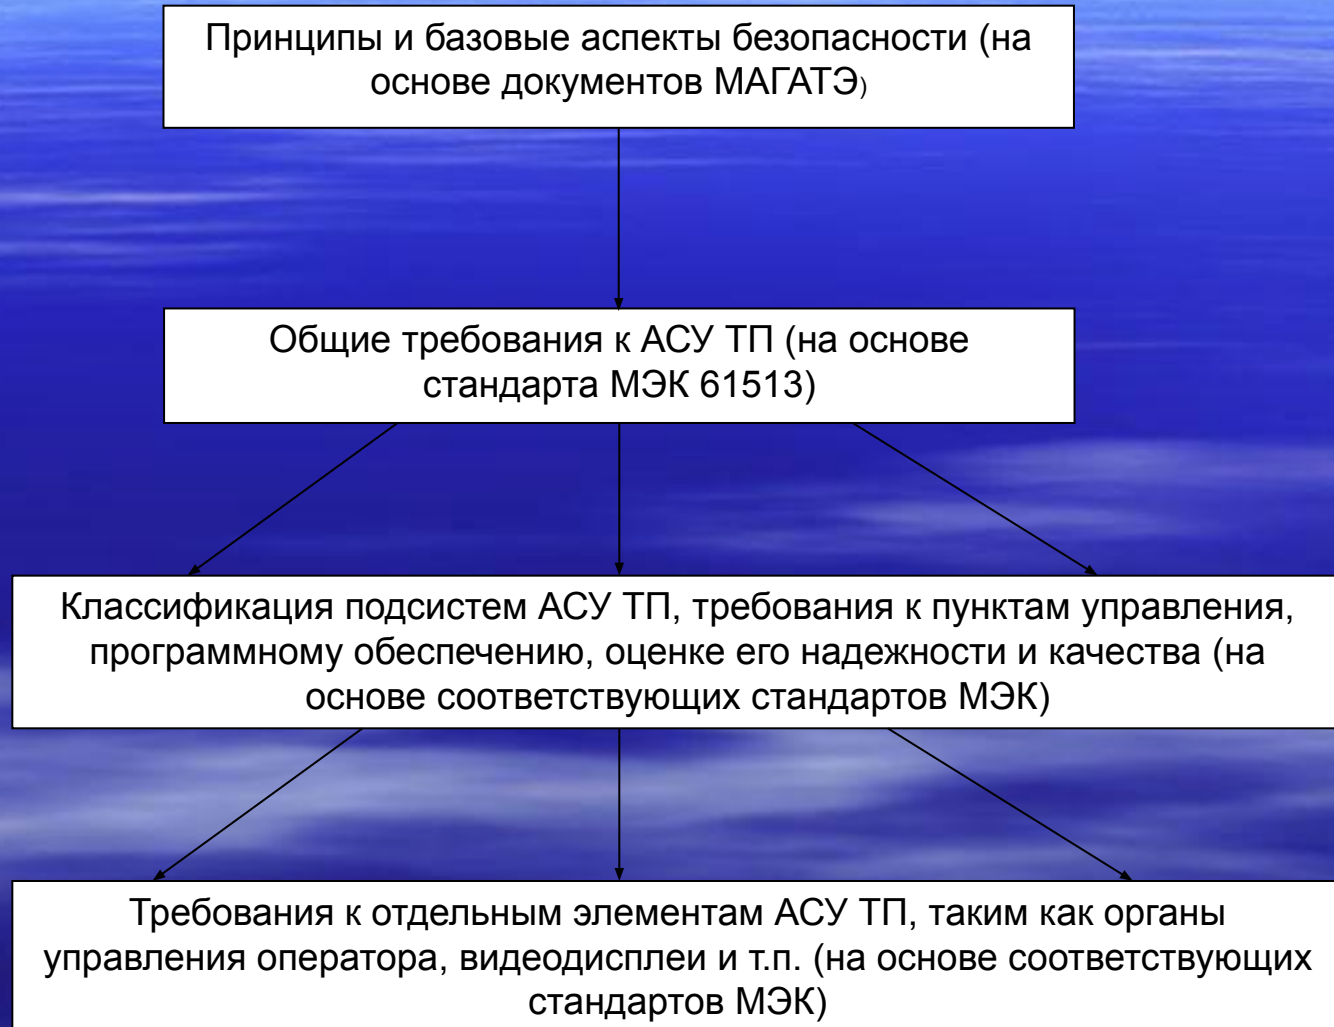 Принципы и базовые аспекты безопасности (на
основе документов МАГАТЭ)
Общие требования к АСУ ТП (на основе
стандарта МЭК 61513)
Классификация подсистем АСУ ТП, требования к пунктам управления,
программному обеспечению, оценке его надежности и качества (на
основе соответствующих стандартов МЭК)
Требования к отдельным элементам АСУ ТП, таким как органы
управления оператора, видеодисплеи и т.п. (на основе соответствующих
стандартов МЭК)